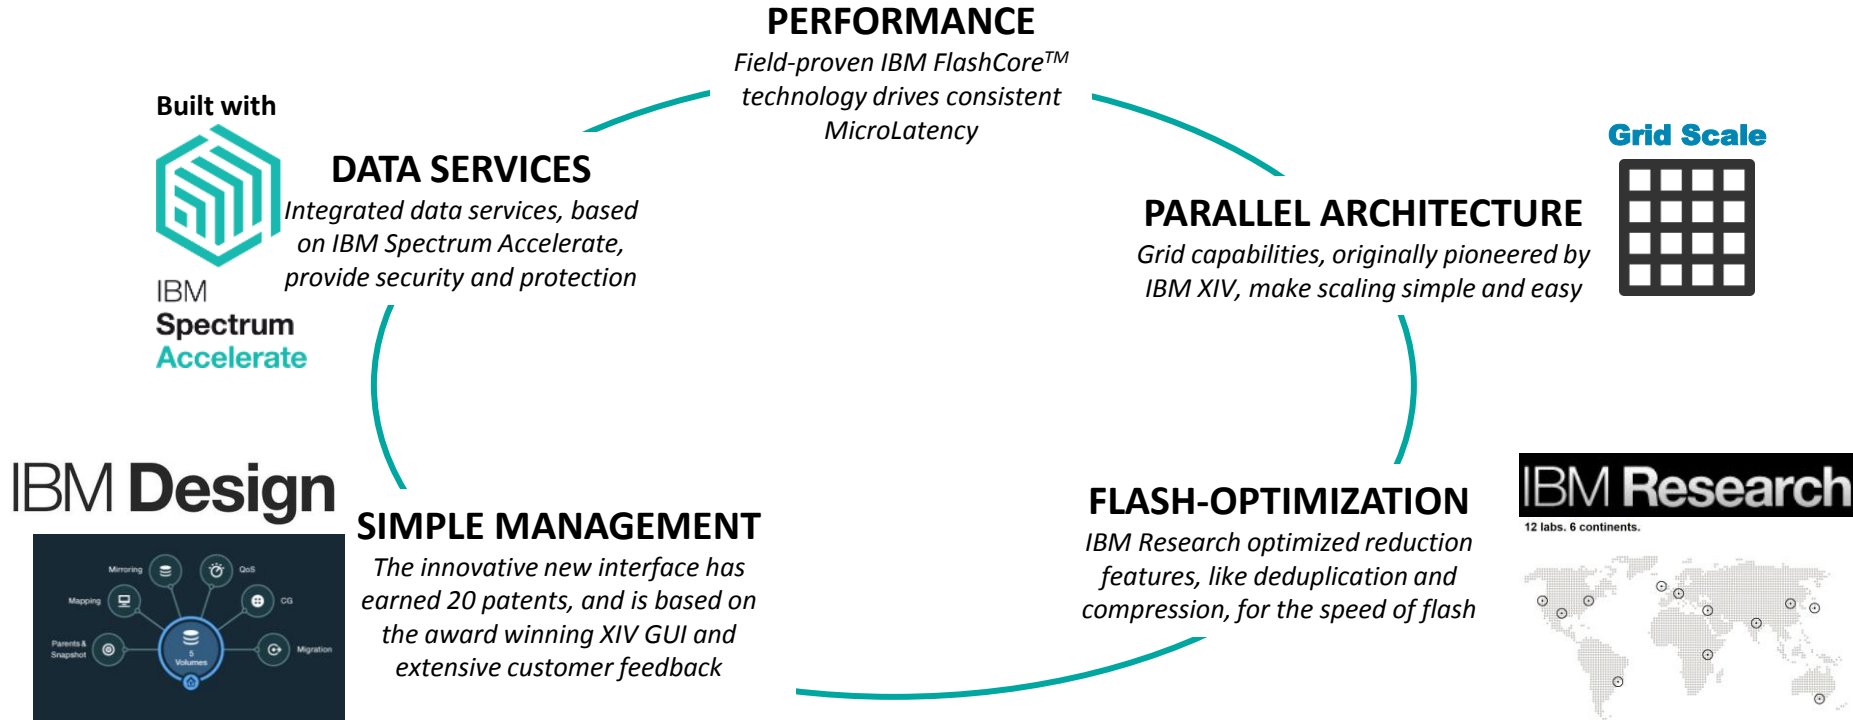 PERFORMANCE
Field-proven IBM FlashCore™
technology drives consistent
MicroLatency
Built with
IBM
Spectrum
Accelerate
DATA SERVICES
Integrated data services, based
on IBM Spectrum Accelerate,
provide security and protection
PARALLEL ARCHITECTURE
Grid capabilities, originally pioneered by
IBM XIV, make scaling simple and easy
Grid Scale
IBM Design
Mirroring
QoS
Mapping
CG
Parents &
Snapshot
5
Volumes
Migration
SIMPLE MANAGEMENT
The innovative new interface has
earned 20 patents, and is based on
the award winning XIV GUI and
extensive customer feedback
FLASH-OPTIMIZATION
IBM Research optimized reduction
features, like deduplication and
compression, for the speed of flash
IBM Research
12 labs. 6 continents.